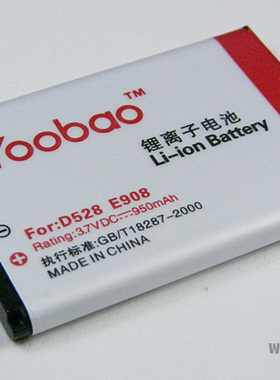 Yoobao™
锂离子电池
Li-ion Battery
For:D528 E908
Rating:3.7VDC⎓950mAh
执行标准:GB/T18287-2000
MADE IN CHINA
W